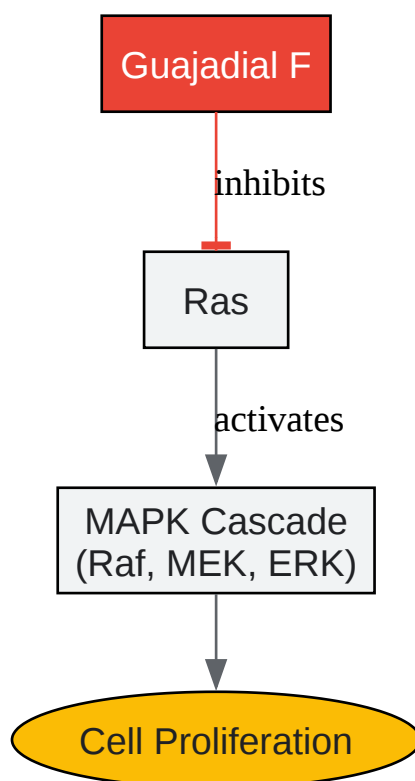 Guajadial F
inhibits
Ras
activates
MAPK Cascade
(Raf, MEK, ERK)
Cell Proliferation